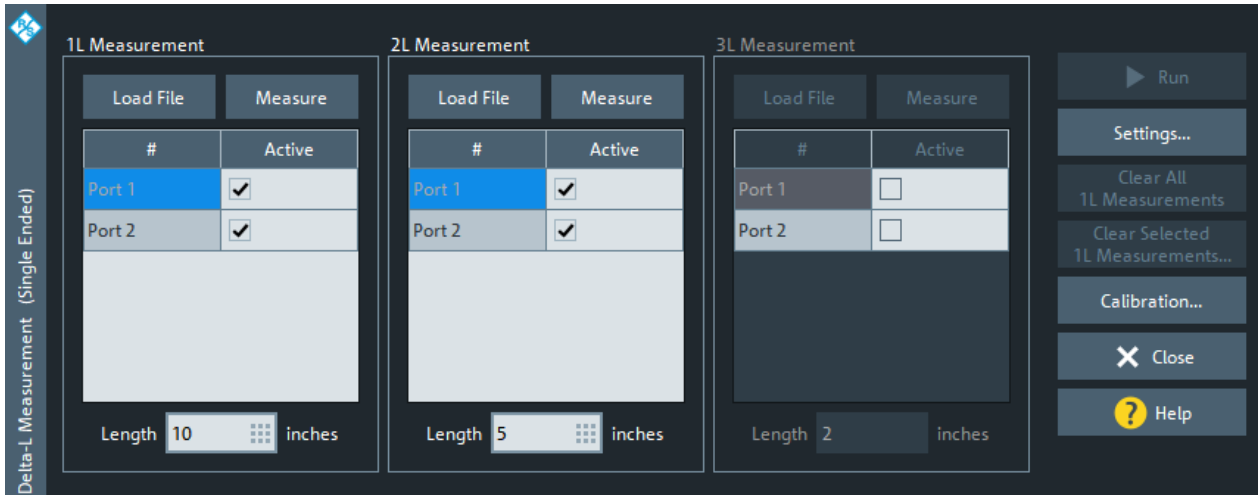 R/S
Delta-L Measurement (Single Ended)
1L Measurement
Load File
Measure
#
Active
Port 1
Port 2
Length 10 inches
2L Measurement
Load File
Measure
#
Active
Port 1
Port 2
Length 5 inches
3L Measurement
Load File
Measure
#
Active
Port 1
Port 2
Length 2 inches
Run
Settings...
Clear All
1L Measurements
Clear Selected
1L Measurements...
Calibration...
Close
? Help